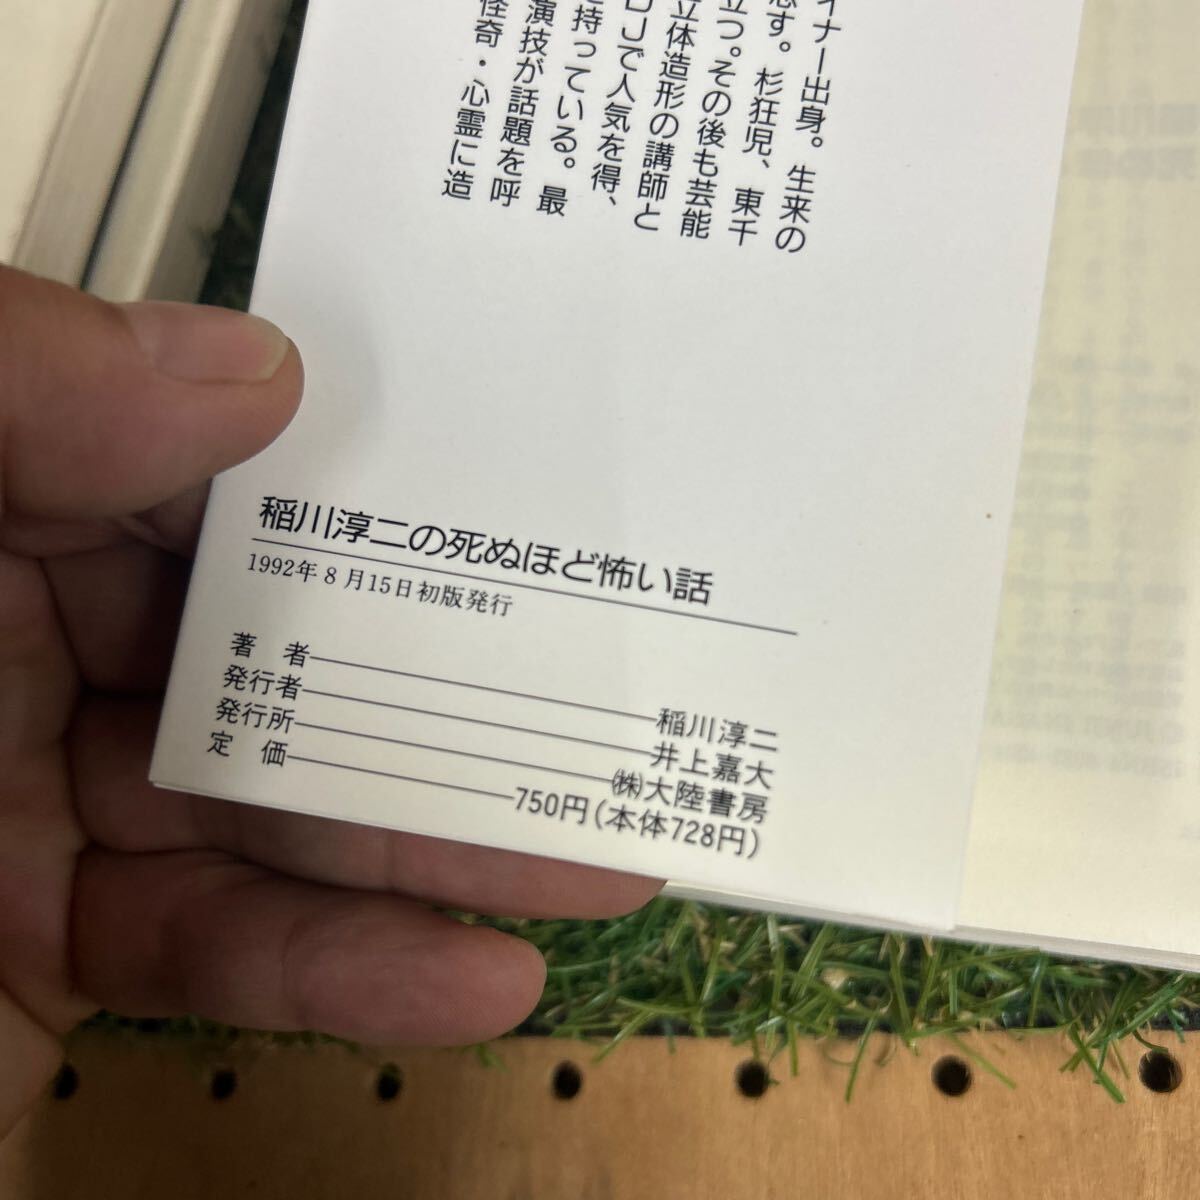 イナー出身。生来の
志す。杉狂児、東千
立つ。その後も芸能
立体造形の講師と
DJで人気を得、
を持っている。最
演技が話題を呼
怪奇・心霊に造
稲川淳二の死ぬほど怖い話
1992年8月15日初版発行
著　者――稲川淳二
発行者――井上嘉大
発行所――㈱大陸書房
定　価――750円（本体728円）